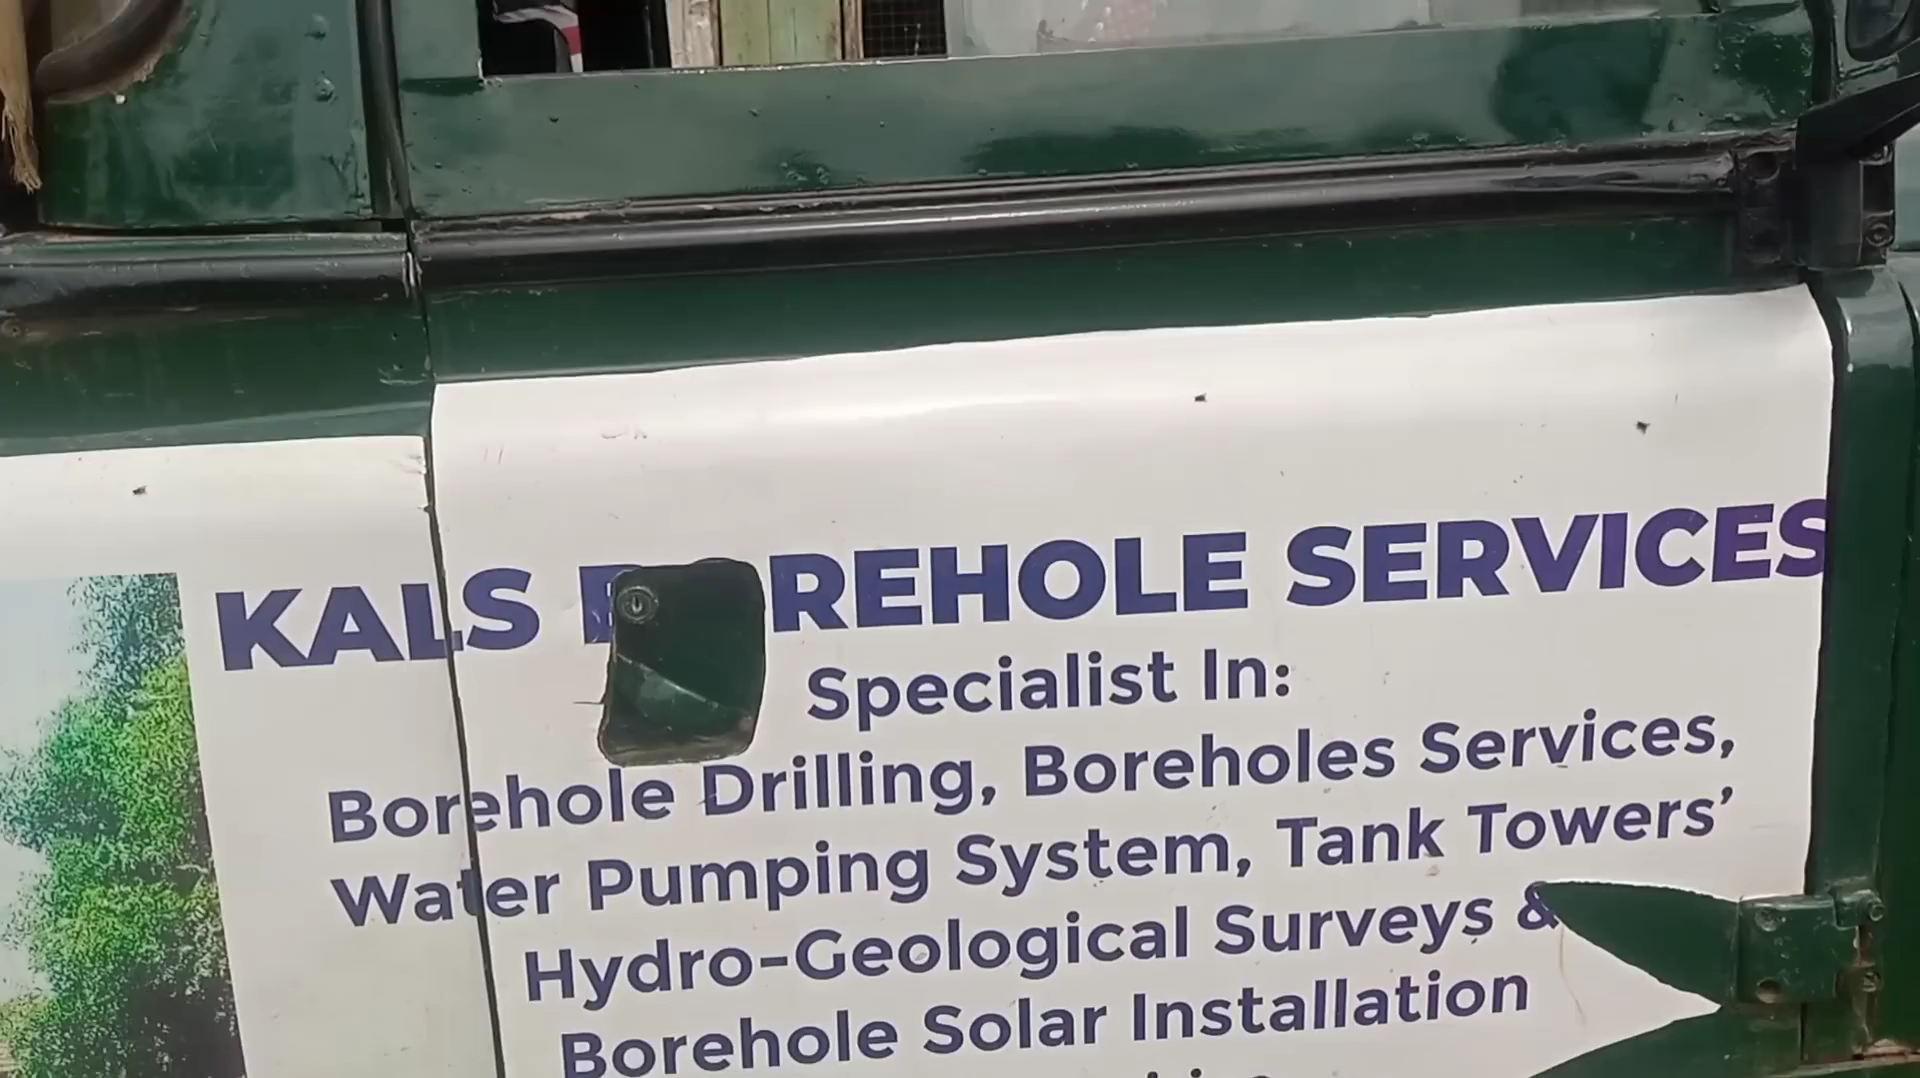 KALS BOREHOLE SERVICES
Specialist In:
Borehole Drilling, Boreholes Services,
Water Pumping System, Tank Towers’
Hydro-Geological Surveys &
Borehole Solar Installation